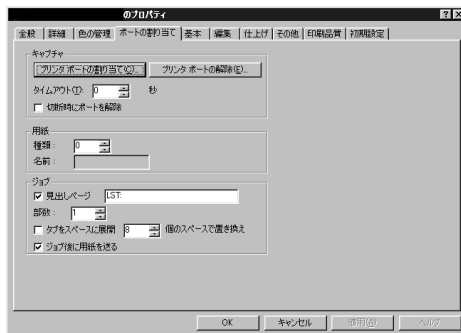 のプロパティ
全般 詳細 色の管理 ポートの割り当て 基本 編集 仕上げ その他 印刷品質 初期設定
キャプチャ
プリンタ ポートの割り当て(C)... プリンタ ポートの解除(E)...
タイムアウト(T): 0 秒
切断時にポートを解除
用紙
種類: 0
名前:
ジョブ
見出しページ LST:
部数: 1
タブをスペースに展開 8 個のスペースで置き換え
ジョブ後に用紙を送る
OK キャンセル 適用(A) ヘルプ